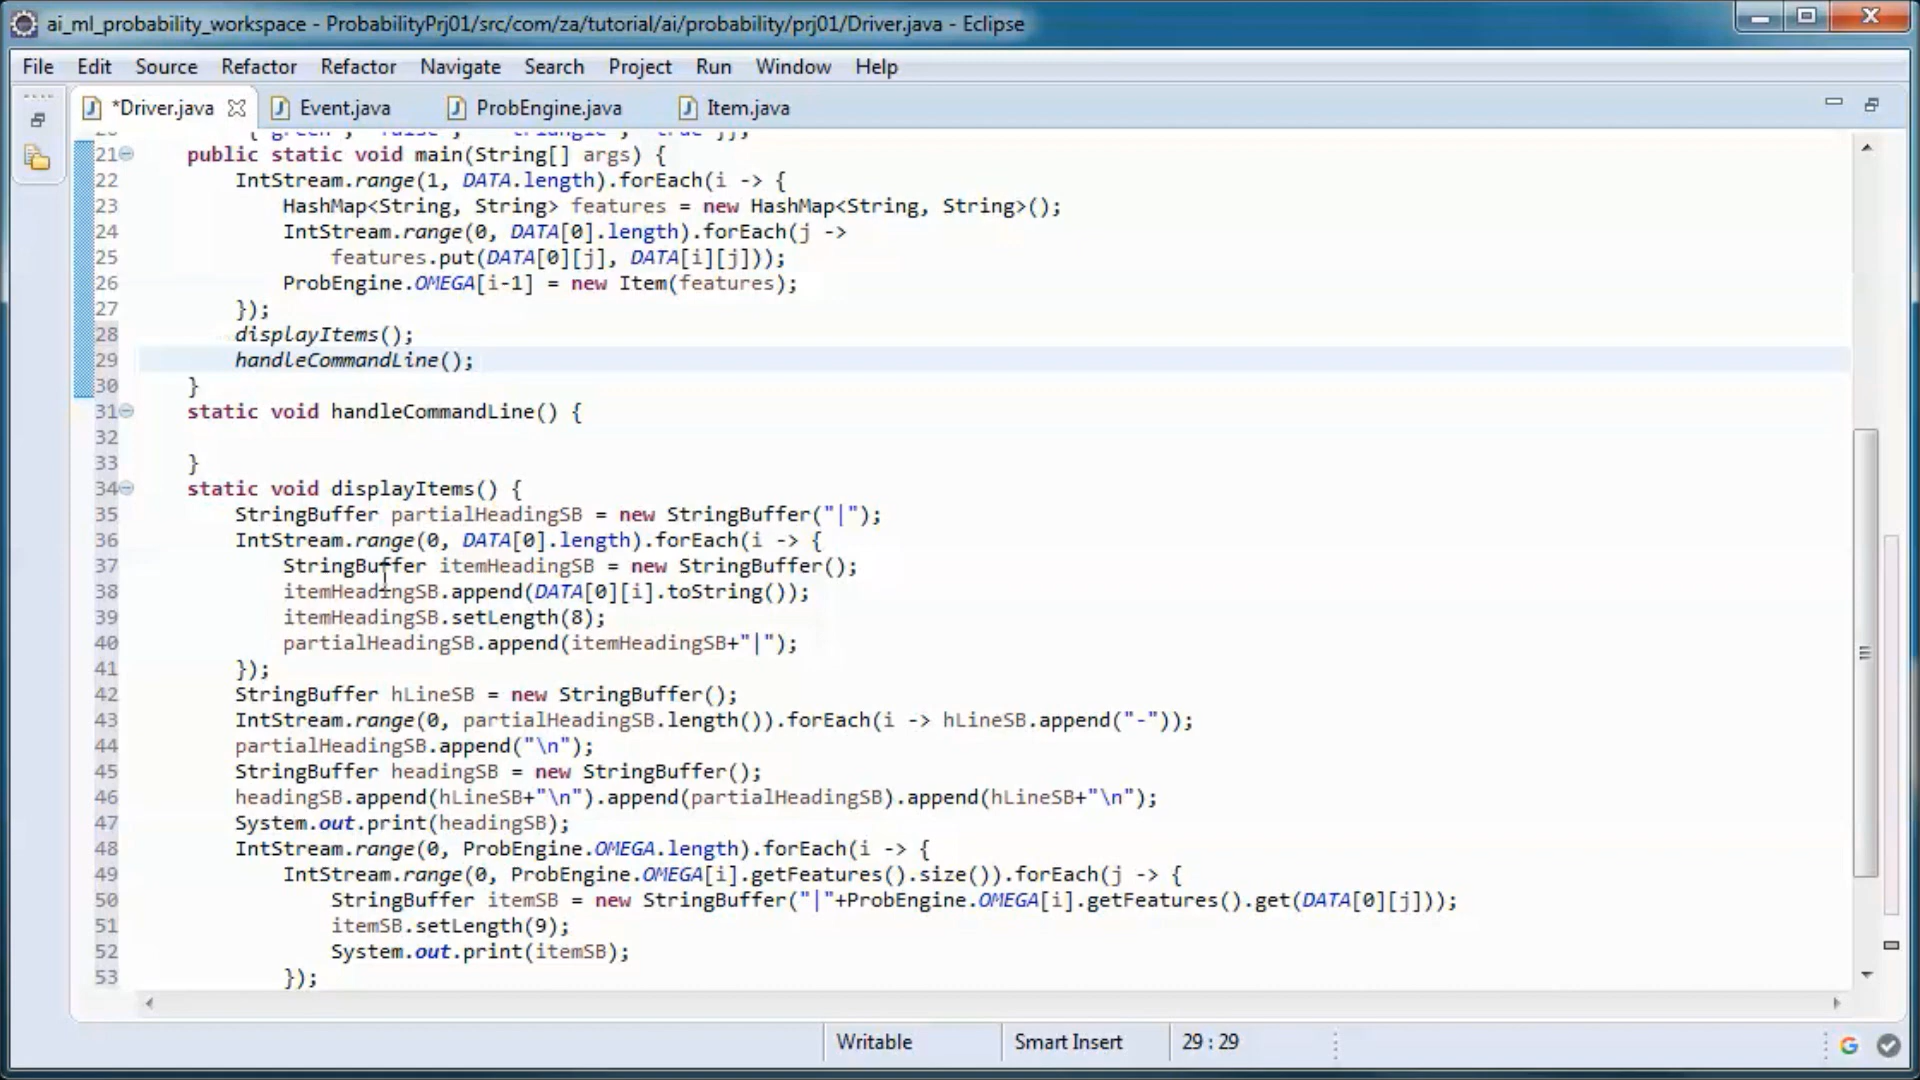 ai_ml_probability_workspace - ProbabilityPrj01/src/com/za/tutorial/ai/probability/prj01/Driver.java - Eclipse
File Edit Source Refactor Refactor Navigate Search Project Run Window Help
*Driver.java Event.java ProbEngine.java Item.java
21 public static void main(String[] args) {
22 IntStream.range(1, DATA.length).forEach(i -> {
23 HashMap<String, String> features = new HashMap<String, String>();
24 IntStream.range(0, DATA[0].length).forEach(j ->
25 features.put(DATA[0][j], DATA[i][j]));
26 ProbEngine.OMEGA[i-1] = new Item(features);
27 });
28 displayItems();
29 handleCommandLine();
30 }
31 static void handleCommandLine() {
32
33 }
34 static void displayItems() {
35 StringBuffer partialHeadingSB = new StringBuffer("|");
36 IntStream.range(0, DATA[0].length).forEach(i -> {
37 StringBuffer itemHeadingSB = new StringBuffer();
38 itemHeadingSB.append(DATA[0][i].toString());
39 itemHeadingSB.setLength(8);
40 partialHeadingSB.append(itemHeadingSB+"|");
41 });
42 StringBuffer hLineSB = new StringBuffer();
43 IntStream.range(0, partialHeadingSB.length()).forEach(i -> hLineSB.append("-"));
44 partialHeadingSB.append("\n");
45 StringBuffer headingSB = new StringBuffer();
46 headingSB.append(hLineSB+"\n").append(partialHeadingSB).append(hLineSB+"\n");
47 System.out.print(headingSB);
48 IntStream.range(0, ProbEngine.OMEGA.length).forEach(i -> {
49 IntStream.range(0, ProbEngine.OMEGA[i].getFeatures().size()).forEach(j -> {
50 StringBuffer itemSB = new StringBuffer("|"+ProbEngine.OMEGA[i].getFeatures().get(DATA[0][j]));
51 itemSB.setLength(9);
52 System.out.print(itemSB);
53 });
Writable Smart Insert 29 : 29